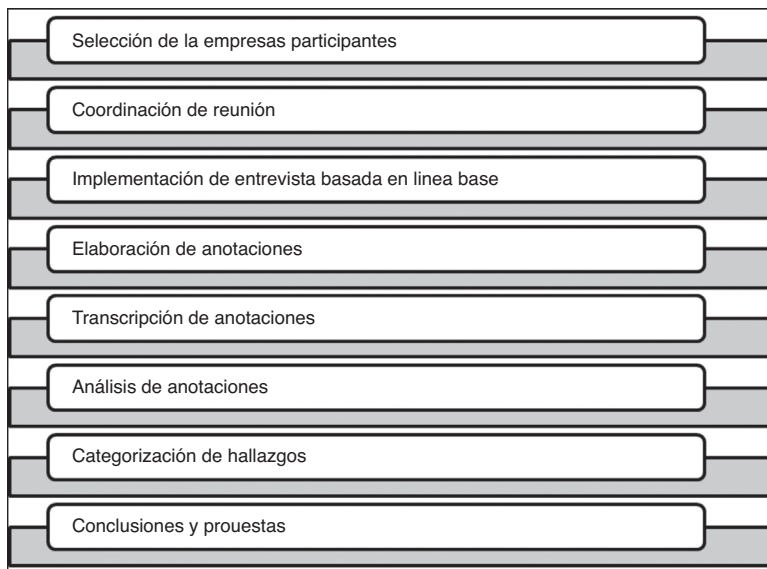 Selección de la empresas participantes
Coordinación de reunión
Implementación de entrevista basada en linea base
Elaboración de anotaciones
Transcripción de anotaciones
Análisis de anotaciones
Categorización de hallazgos
Conclusiones y prouestas